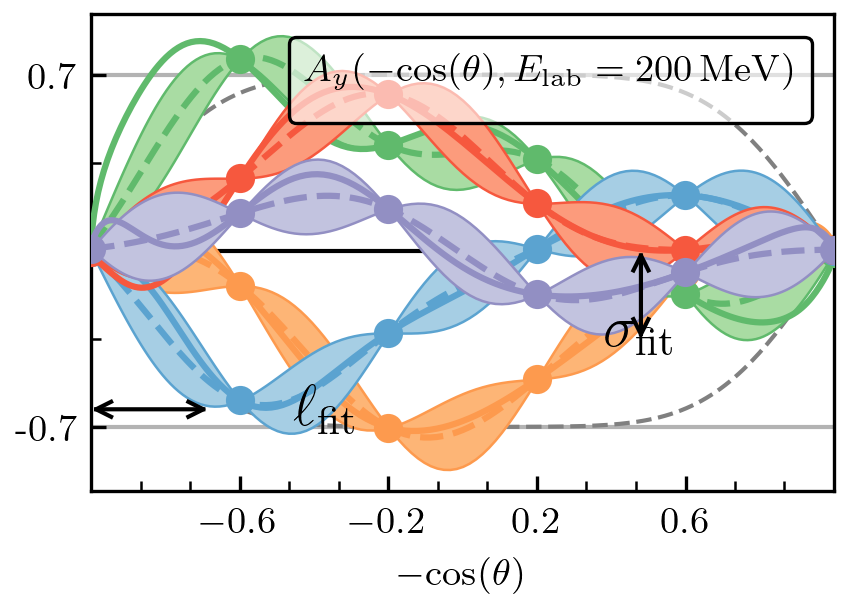 A_y(−cos(θ), E_lab = 200 MeV)
0.7
σ_fit
ℓ_fit
-0.7
−0.6 −0.2 0.2 0.6
−cos(θ)